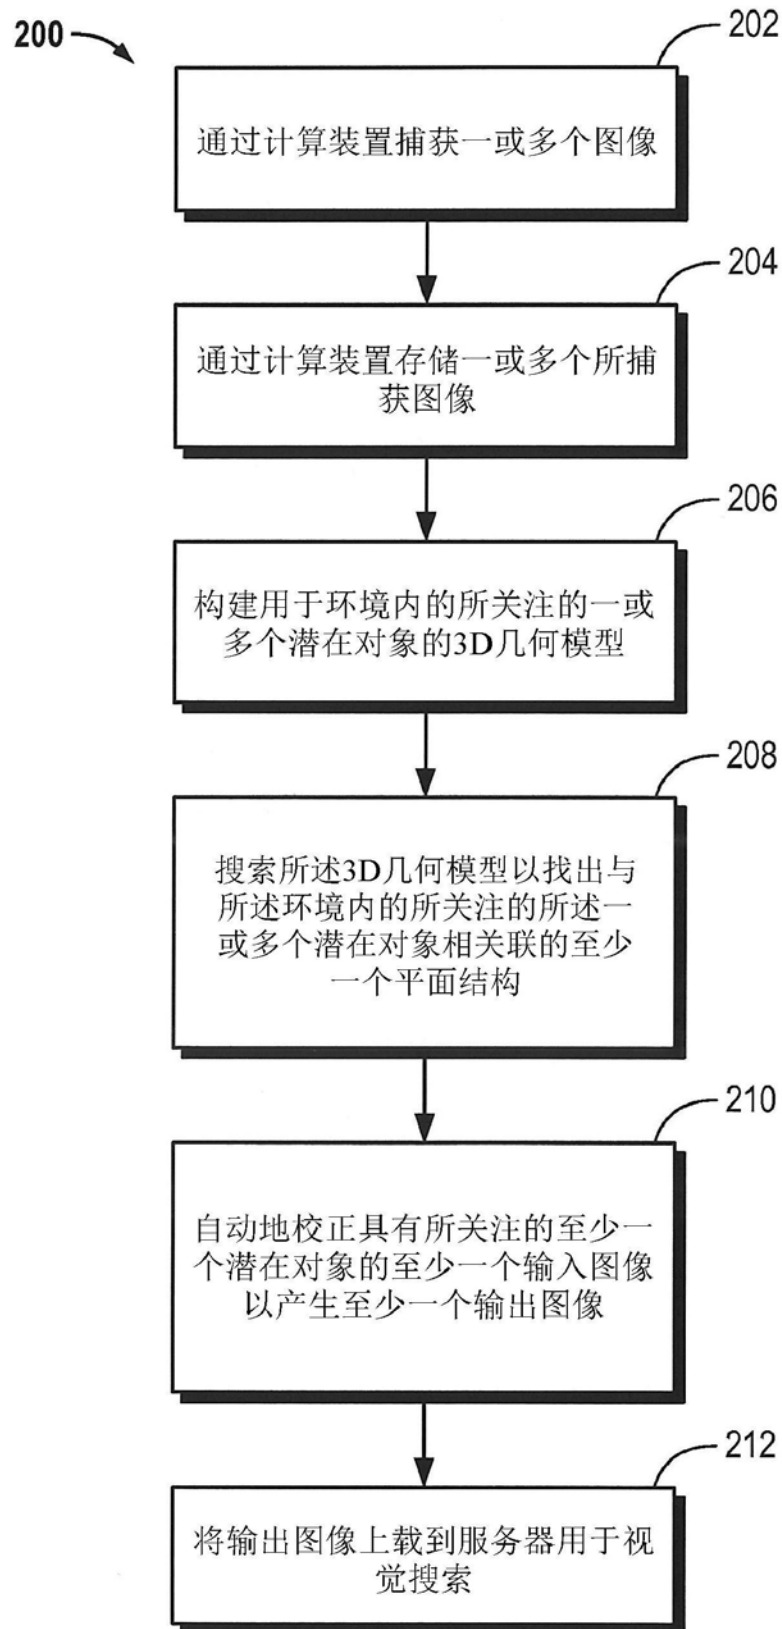 200
202
通过计算装置捕获一或多个图像
204
通过计算装置存储一或多个所捕
获图像
206
构建用于环境内的所关注的一或
多个潜在对象的3D几何模型
208
搜索所述3D几何模型以找出与
所述环境内的所关注的所述一
或多个潜在对象相关联的至少
一个平面结构
210
自动地校正具有所关注的至少一
个潜在对象的至少一个输入图像
以产生至少一个输出图像
212
将输出图像上载到服务器用于视
觉搜索